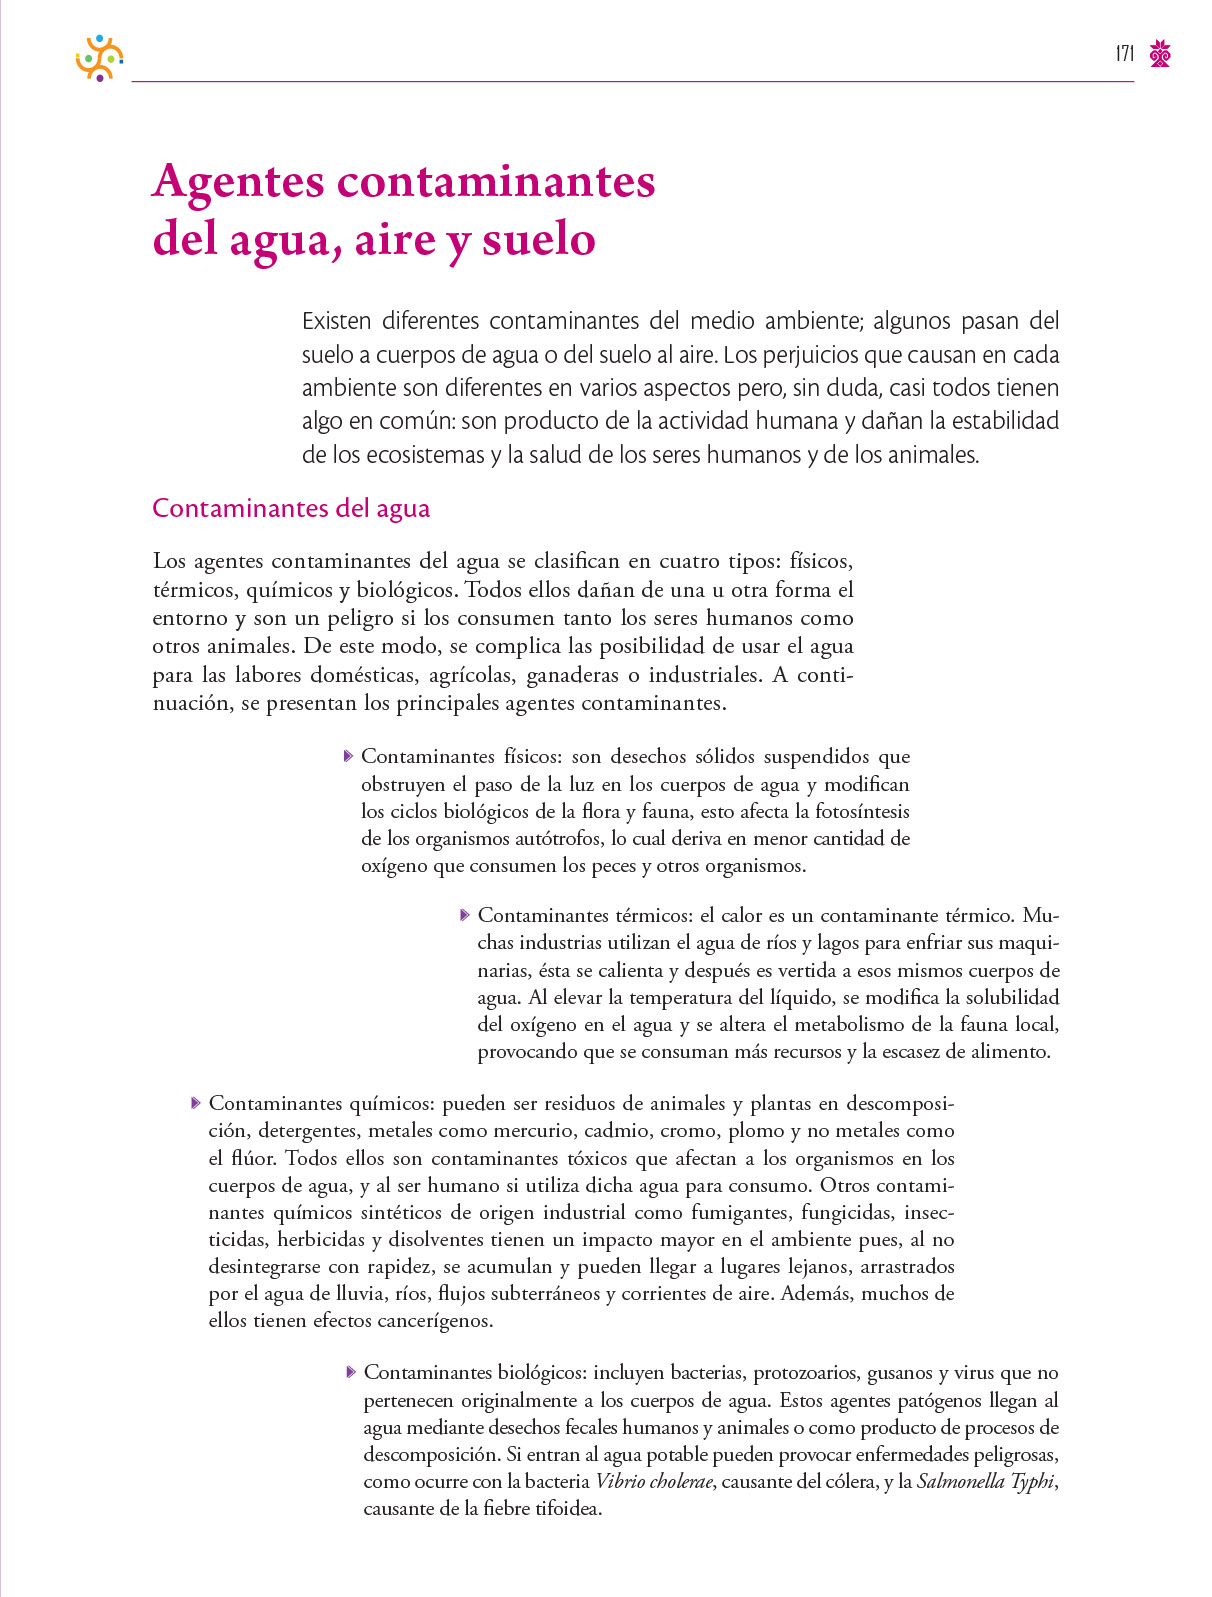 171
Agentes contaminantes
del agua, aire y suelo
Existen diferentes contaminantes del medio ambiente; algunos pasan del
suelo a cuerpos de agua o del suelo al aire. Los perjuicios que causan en cada
ambiente son diferentes en varios aspectos pero, sin duda, casi todos tienen
algo en común: son producto de la actividad humana y dañan la estabilidad
de los ecosistemas y la salud de los seres humanos y de los animales.
Contaminantes del agua
Los agentes contaminantes del agua se clasifican en cuatro tipos: físicos,
térmicos, químicos y biológicos. Todos ellos dañan de una u otra forma el
entorno y son un peligro si los consumen tanto los seres humanos como
otros animales. De este modo, se complica las posibilidad de usar el agua
para las labores domésticas, agrícolas, ganaderas o industriales. A conti-
nuación, se presentan los principales agentes contaminantes.
Contaminantes físicos: son desechos sólidos suspendidos que
obstruyen el paso de la luz en los cuerpos de agua y modifican
los ciclos biológicos de la flora y fauna, esto afecta la fotosíntesis
de los organismos autótrofos, lo cual deriva en menor cantidad de
oxígeno que consumen los peces y otros organismos.
Contaminantes térmicos: el calor es un contaminante térmico. Mu-
chas industrias utilizan el agua de ríos y lagos para enfriar sus maqui-
narias, ésta se calienta y después es vertida a esos mismos cuerpos de
agua. Al elevar la temperatura del líquido, se modifica la solubilidad
del oxígeno en el agua y se altera el metabolismo de la fauna local,
provocando que se consuman más recursos y la escasez de alimento.
Contaminantes químicos: pueden ser residuos de animales y plantas en descomposi-
ción, detergentes, metales como mercurio, cadmio, cromo, plomo y no metales como
el flúor. Todos ellos son contaminantes tóxicos que afectan a los organismos en los
cuerpos de agua, y al ser humano si utiliza dicha agua para consumo. Otros contami-
nantes químicos sintéticos de origen industrial como fumigantes, fungicidas, insec-
ticidas, herbicidas y disolventes tienen un impacto mayor en el ambiente pues, al no
desintegrarse con rapidez, se acumulan y pueden llegar a lugares lejanos, arrastrados
por el agua de lluvia, ríos, flujos subterráneos y corrientes de aire. Además, muchos de
ellos tienen efectos cancerígenos.
Contaminantes biológicos: incluyen bacterias, protozoarios, gusanos y virus que no
pertenecen originalmente a los cuerpos de agua. Estos agentes patógenos llegan al
agua mediante desechos fecales humanos y animales o como producto de procesos de
descomposición. Si entran al agua potable pueden provocar enfermedades peligrosas,
como ocurre con la bacteria Vibrio cholerae, causante del cólera, y la Salmonella Typhi,
causante de la fiebre tifoidea.